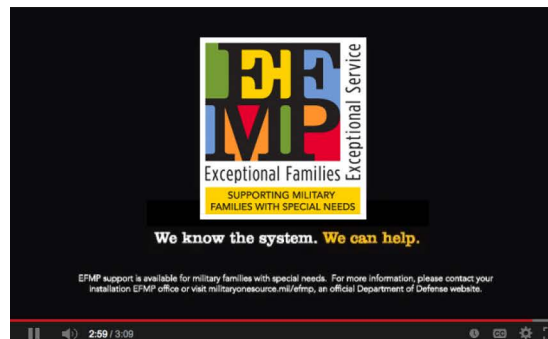 EFMP
Exceptional Families
Exceptional Service
SUPPORTING MILITARY
FAMILIES WITH SPECIAL NEEDS
We know the system. We can help.
EFMP support is available for military families with special needs. For more information, please contact your
installation EFMP office or visit militaryonesource.mil/efmp, an official Department of Defense website.
2:59 / 3:09
CC